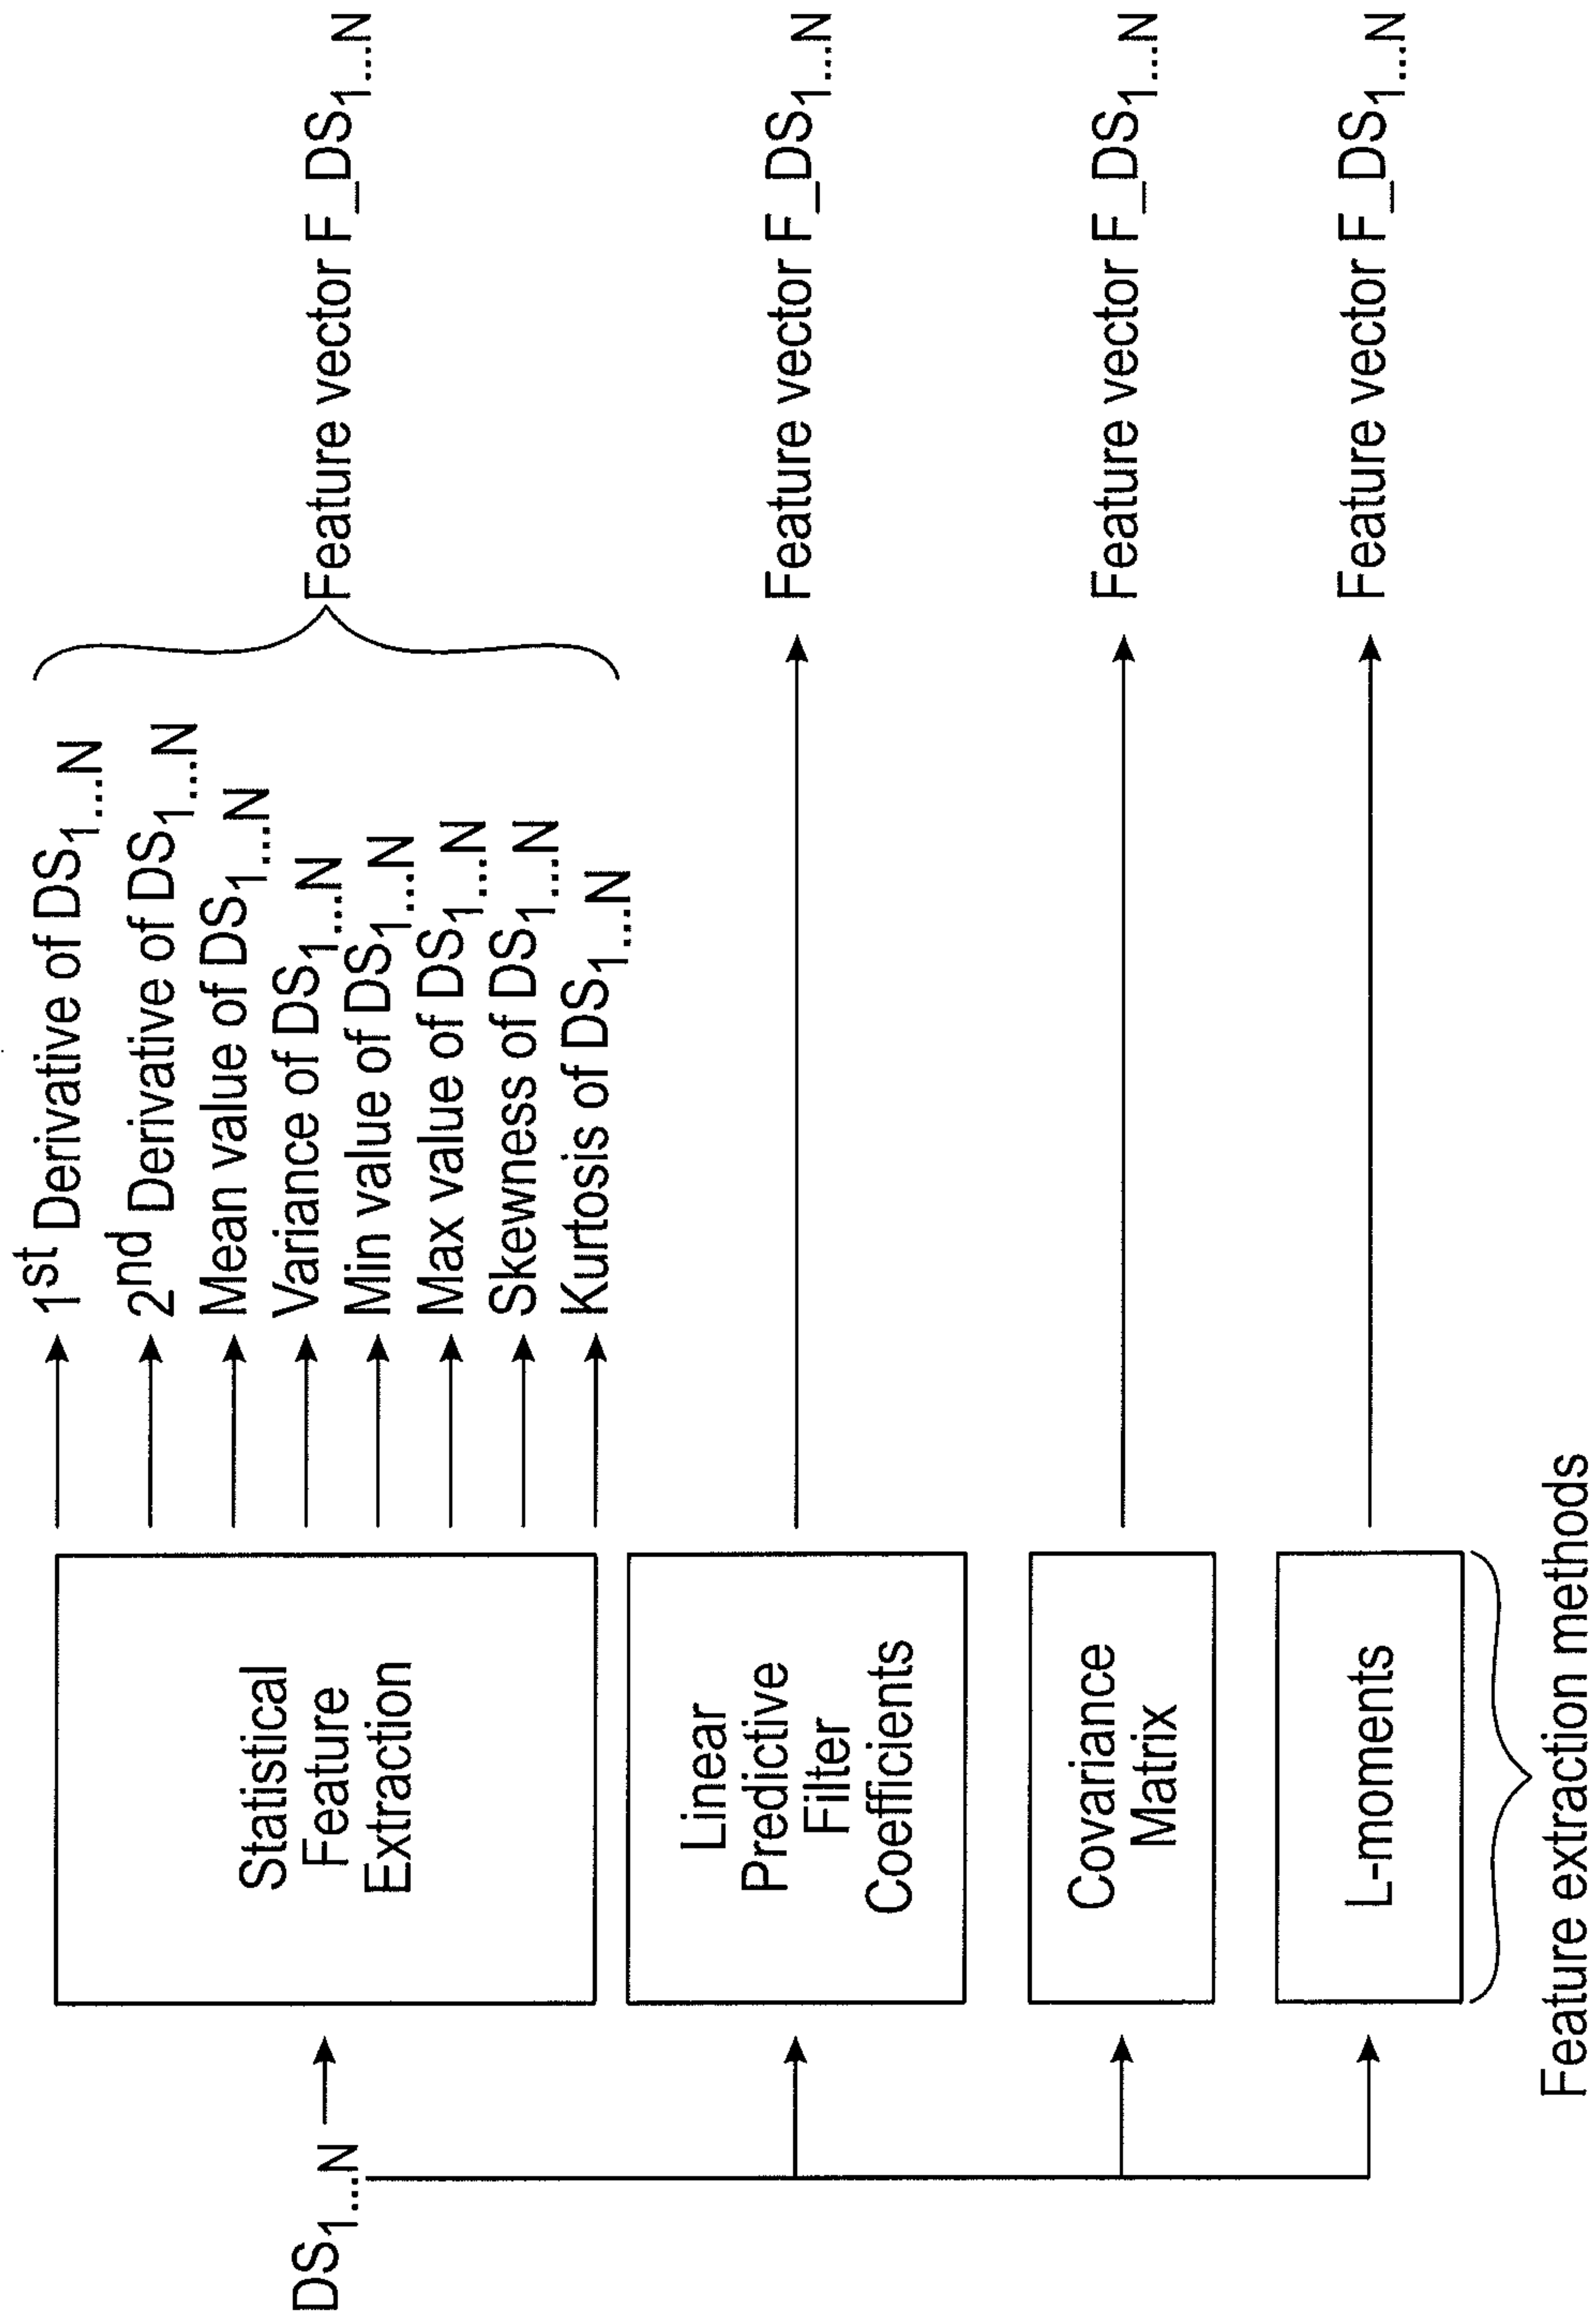 DS1...N
Statistical
Feature
Extraction
1st Derivative of DS1...N
2nd Derivative of DS1...N
Mean value of DS1...N
Variance of DS1...N
Min value of DS1...N
Max value of DS1...N
Skewness of DS1...N
Kurtosis of DS1...N
Feature vector F_DS1...N
Linear
Predictive
Filter
Coefficients
Feature vector F_DS1...N
Covariance
Matrix
Feature vector F_DS1...N
L-moments
Feature vector F_DS1...N
Feature extraction methods